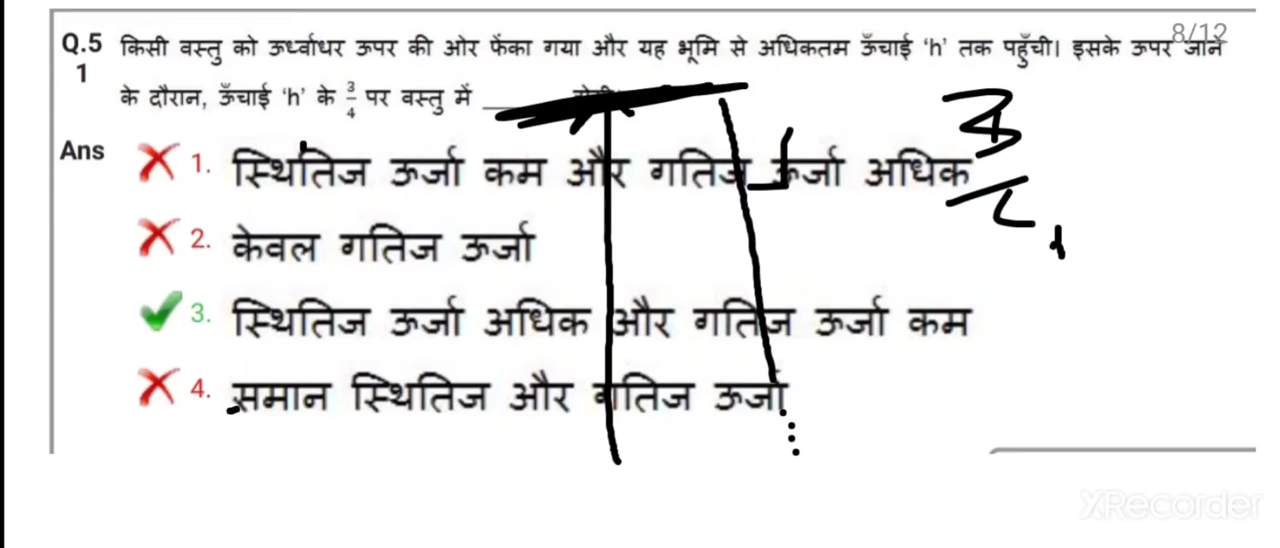 8/12
Q.5 किसी वस्तु को ऊर्ध्वाधर ऊपर की ओर फेंका गया और यह भूमि से अधिकतम ऊँचाई 'h' तक पहुँची। इसके ऊपर जाने
1 के दौरान, ऊँचाई 'h' के 3/4 पर वस्तु में ______
Ans 1. स्थितिज ऊर्जा कम और गतिज ऊर्जा अधिक
2. केवल गतिज ऊर्जा
3. स्थितिज ऊर्जा अधिक और गतिज ऊर्जा कम
4. समान स्थितिज और गतिज ऊर्जा
XRecorder